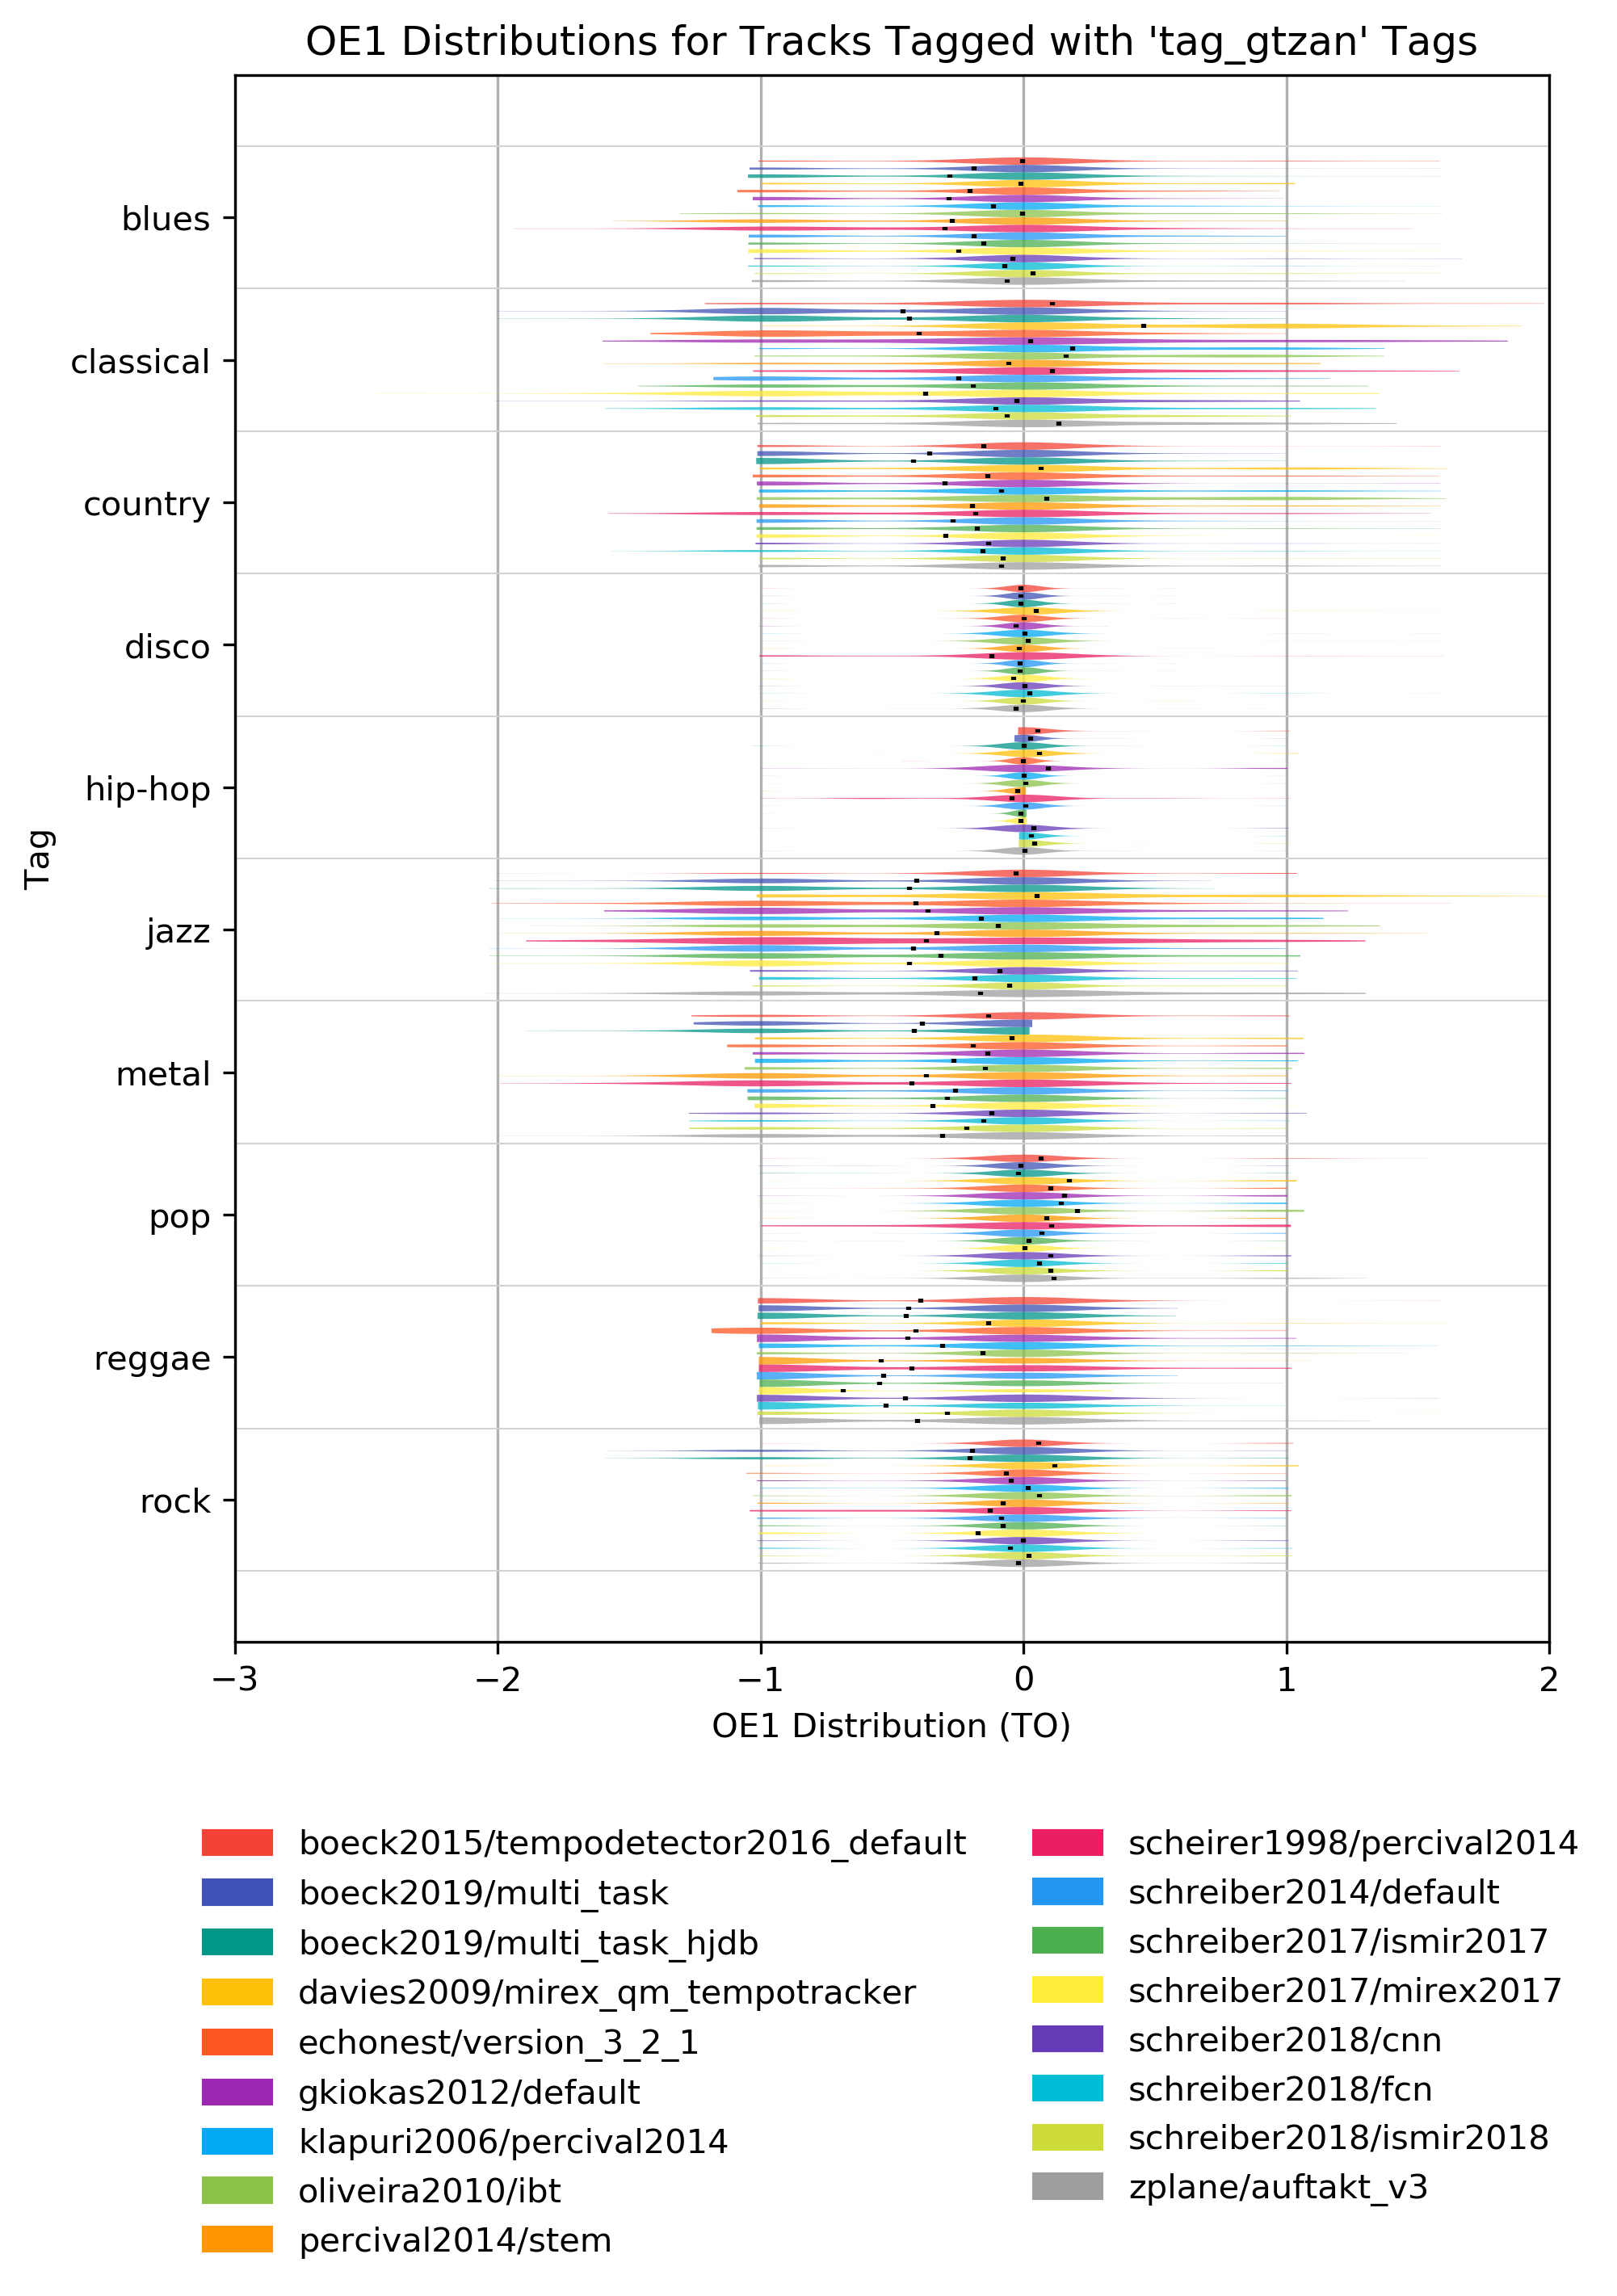 OE1 Distributions for Tracks Tagged with 'tag_gtzan' Tags
blues
classical
country
disco
hip-hop
jazz
metal
pop
reggae
rock
Tag
−3 −2 −1 0 1 2
OE1 Distribution (TO)
boeck2015/tempodetector2016_default
boeck2019/multi_task
boeck2019/multi_task_hjdb
davies2009/mirex_qm_tempotracker
echonest/version_3_2_1
gkiokas2012/default
klapuri2006/percival2014
oliveira2010/ibt
percival2014/stem
scheirer1998/percival2014
schreiber2014/default
schreiber2017/ismir2017
schreiber2017/mirex2017
schreiber2018/cnn
schreiber2018/fcn
schreiber2018/ismir2018
zplane/auftakt_v3